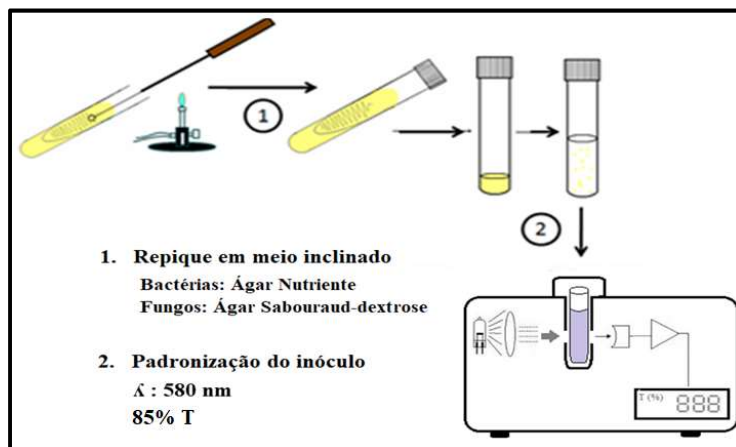 1
2
1. Repique em meio inclinado
Bactérias: Ágar Nutriente
Fungos: Ágar Sabouraud-dextrose
2. Padronização do inóculo
ʎ : 580 nm
85% T
T (%) 888